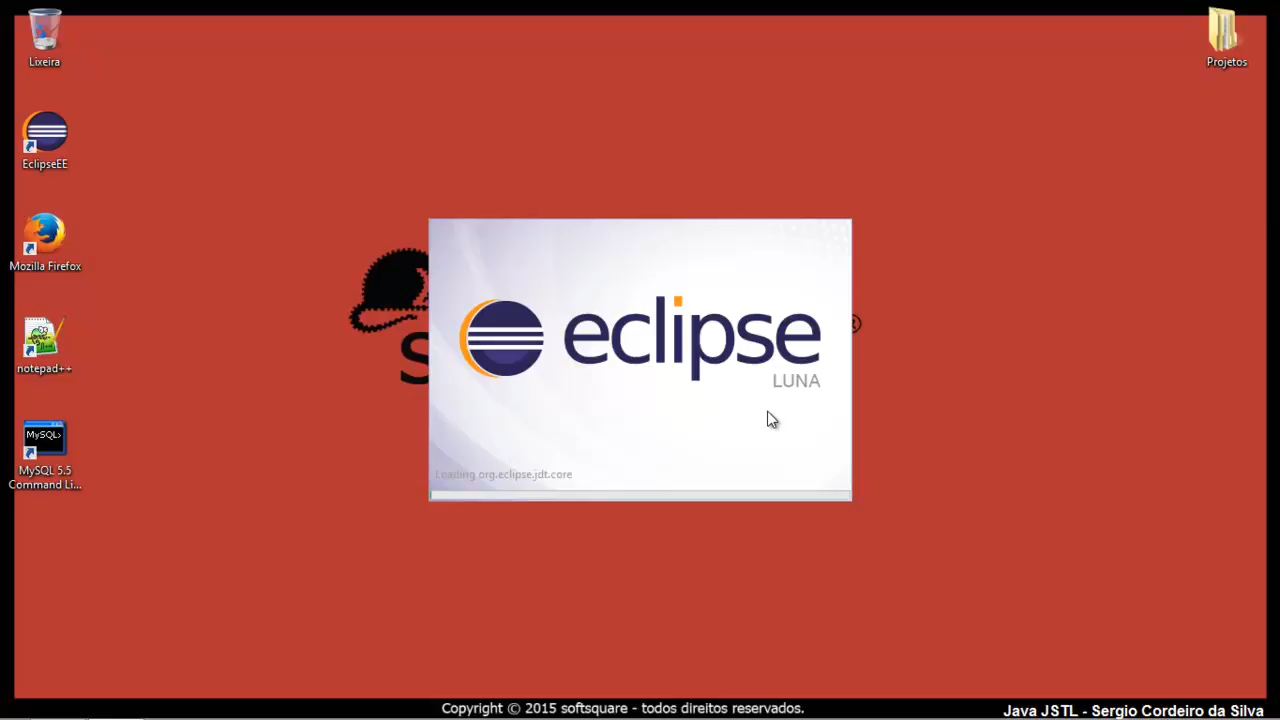 Lixeira
Projetos
EclipseEE
Mozilla Firefox
notepad++
MySQL>
MySQL 5.5
Command Li...
eclipse
LUNA
Loading org.eclipse.jdt.core
S
®
Copyright © 2015 softsquare - todos direitos reservados.
Java JSTL - Sergio Cordeiro da Silva